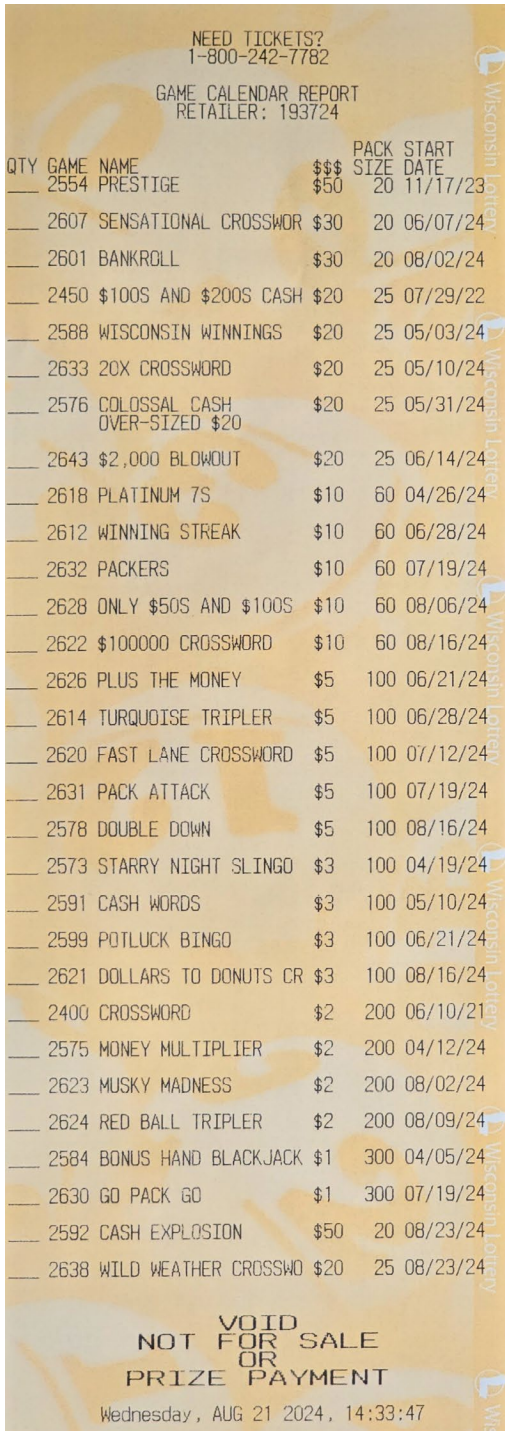 NEED TICKETS?
1-800-242-7782
GAME CALENDAR REPORT
RETAILER: 193724
PACK START
QTY GAME NAME $$$ SIZE DATE
___ 2554 PRESTIGE $50 20 11/17/23
___ 2607 SENSATIONAL CROSSWOR $30 20 06/07/24
___ 2601 BANKROLL $30 20 08/02/24
___ 2450 $100S AND $200S CASH $20 25 07/29/22
___ 2588 WISCONSIN WINNINGS $20 25 05/03/24
___ 2633 20X CROSSWORD $20 25 05/10/24
___ 2576 COLOSSAL CASH $20 25 05/31/24
OVER-SIZED $20
___ 2643 $2,000 BLOWOUT $20 25 06/14/24
___ 2618 PLATINUM 7S $10 60 04/26/24
___ 2612 WINNING STREAK $10 60 06/28/24
___ 2632 PACKERS $10 60 07/19/24
___ 2628 ONLY $50S AND $100S $10 60 08/06/24
___ 2622 $100000 CROSSWORD $10 60 08/16/24
___ 2626 PLUS THE MONEY $5 100 06/21/24
___ 2614 TURQUOISE TRIPLER $5 100 06/28/24
___ 2620 FAST LANE CROSSWORD $5 100 07/12/24
___ 2631 PACK ATTACK $5 100 07/19/24
___ 2578 DOUBLE DOWN $5 100 08/16/24
___ 2573 STARRY NIGHT SLINGO $3 100 04/19/24
___ 2591 CASH WORDS $3 100 05/10/24
___ 2599 POTLUCK BINGO $3 100 06/21/24
___ 2621 DOLLARS TO DONUTS CR $3 100 08/16/24
___ 2400 CROSSWORD $2 200 06/10/21
___ 2575 MONEY MULTIPLIER $2 200 04/12/24
___ 2623 MUSKY MADNESS $2 200 08/02/24
___ 2624 RED BALL TRIPLER $2 200 08/09/24
___ 2584 BONUS HAND BLACKJACK $1 300 04/05/24
___ 2630 GO PACK GO $1 300 07/19/24
___ 2592 CASH EXPLOSION $50 20 08/23/24
___ 2638 WILD WEATHER CROSSWO $20 25 08/23/24
VOID
NOT FOR SALE
OR
PRIZE PAYMENT
Wednesday, AUG 21 2024, 14:33:47
Wisconsin Lottery
Wisconsin Lottery
Wisconsin Lottery
Wisconsin Lottery
Wisconsin Lottery
Wis